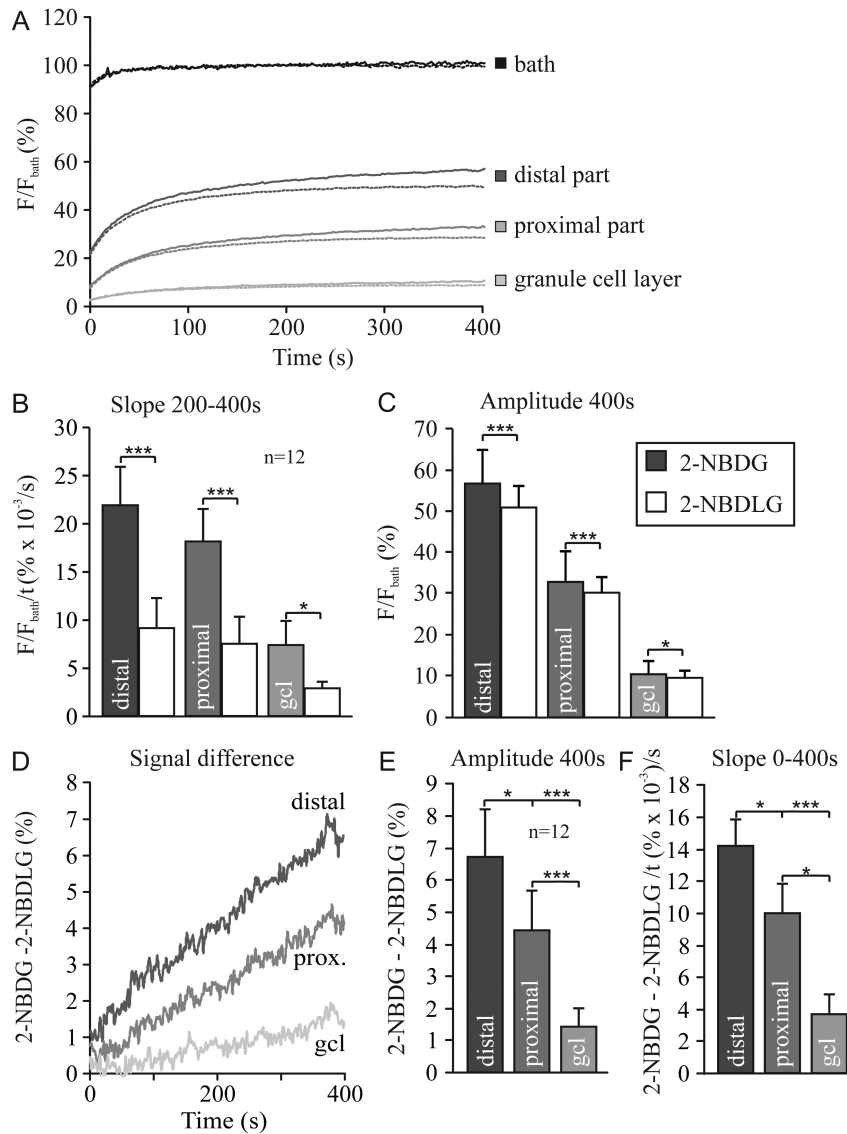 A
120
100
80
60
40
20
0
F/F_bath (%)
0 100 200 300 400
Time (s)
bath
distal part
proximal part
granule cell layer
B
Slope 200-400s
30
25
20
15
10
5
0
F/F_bath/t (% x 10^-3/s)
***
***
*
n=12
distal
proximal
gcl
C
Amplitude 400s
70
60
50
40
30
20
10
0
F/F_bath (%)
***
***
*
distal
proximal
gcl
2-NBDG
2-NBDLG
D
Signal difference
8
7
6
5
4
3
2
1
0
2-NBDG -2-NBDLG (%)
distal
prox.
gcl
0 200 400
Time (s)
E
Amplitude 400s
9
8
7
6
5
4
3
2
1
0
2-NBDG - 2-NBDLG (%)
* ***
n=12
***
distal
proximal
gcl
F
Slope 0-400s
16
14
12
10
8
6
4
2
0
2-NBDG - 2-NBDLG /t (% x 10^-3)/s
* ***
*
distal
proximal
gcl